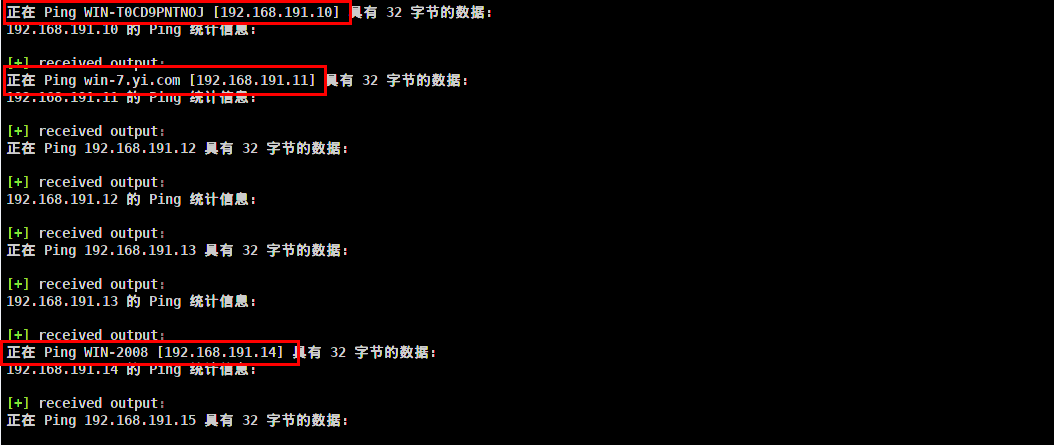 正在 Ping WIN-T0CD9PNTNOJ [192.168.191.10] 具有 32 字节的数据:
192.168.191.10 的 Ping 统计信息:
[+] received output:
正在 Ping win-7.yi.com [192.168.191.11] 具有 32 字节的数据:
192.168.191.11 的 Ping 统计信息:
[+] received output:
正在 Ping 192.168.191.12 具有 32 字节的数据:
[+] received output:
192.168.191.12 的 Ping 统计信息:
[+] received output:
正在 Ping 192.168.191.13 具有 32 字节的数据:
[+] received output:
192.168.191.13 的 Ping 统计信息:
[+] received output:
正在 Ping WIN-2008 [192.168.191.14] 具有 32 字节的数据:
192.168.191.14 的 Ping 统计信息:
[+] received output:
正在 Ping 192.168.191.15 具有 32 字节的数据: